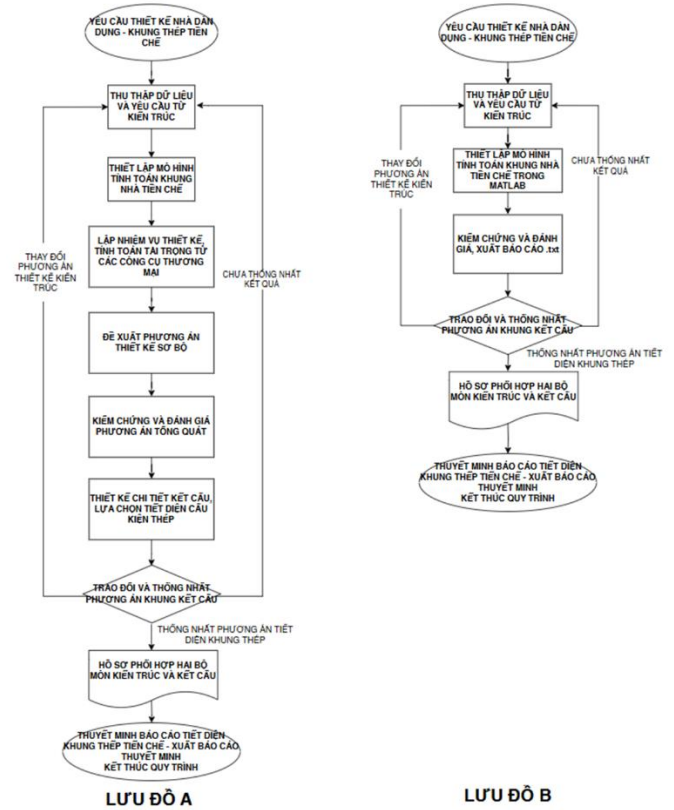 YÊU CẦU THIẾT KẾ NHÀ DÂN
DỤNG - KHUNG THÉP TIỀN
CHẾ
THU THẬP DỮ LIỆU
VÀ YÊU CẦU TỪ
KIẾN TRÚC
THIẾT LẬP MÔ HÌNH
TÍNH TOÁN KHUNG
NHÀ TIỀN CHẾ
LẬP NHIỆM VỤ THIẾT KẾ,
TÍNH TOÁN TẢI TRỌNG TỪ
CÁC CÔNG CỤ THƯƠNG
MẠI
THAY ĐỔI
PHƯƠNG ÁN
THIẾT KẾ KIẾN
TRÚC
CHƯA THỐNG NHẤT
KẾT QUẢ
ĐỀ XUẤT PHƯƠNG ÁN
THIẾT KẾ SƠ BỘ
KIỂM CHỨNG VÀ ĐÁNH GIÁ
PHƯƠNG ÁN TỔNG QUÁT
THIẾT KẾ CHI TIẾT KẾT CẤU,
LỰA CHỌN TIẾT DIỆN CẤU
KIỆN THÉP
TRAO ĐỔI VÀ THỐNG NHẤT
PHƯƠNG ÁN KHUNG KẾT CẤU
THỐNG NHẤT PHƯƠNG ÁN TIẾT
DIỆN KHUNG THÉP
HỒ SƠ PHỐI HỢP HAI BỘ
MÔN KIẾN TRÚC VÀ KẾT CẤU
THUYẾT MINH BÁO CÁO TIẾT DIỆN
KHUNG THÉP TIỀN CHẾ - XUẤT BÁO CÁO
THUYẾT MINH
KẾT THÚC QUY TRÌNH
LƯU ĐỒ A
YÊU CẦU THIẾT KẾ NHÀ DÂN
DỤNG - KHUNG THÉP TIỀN CHẾ
THU THẬP DỮ LIỆU
VÀ YÊU CẦU TỪ
KIẾN TRÚC
THIẾT LẬP MÔ HÌNH
TÍNH TOÁN KHUNG NHÀ
TIỀN CHẾ TRONG
MATLAB
THAY ĐỔI
PHƯƠNG ÁN
THIẾT KẾ KIẾN
TRÚC
CHƯA THỐNG NHẤT
KẾT QUẢ
KIỂM CHỨNG VÀ ĐÁNH
GIÁ, XUẤT BÁO CÁO .txt
TRAO ĐỔI VÀ THỐNG NHẤT
PHƯƠNG ÁN KHUNG KẾT CẤU
THỐNG NHẤT PHƯƠNG ÁN TIẾT
DIỆN KHUNG THÉP
HỒ SƠ PHỐI HỢP HAI BỘ
MÔN KIẾN TRÚC VÀ KẾT CẤU
THUYẾT MINH BÁO CÁO TIẾT DIỆN
KHUNG THÉP TIỀN CHẾ - XUẤT BÁO CÁO
THUYẾT MINH
KẾT THÚC QUY TRÌNH
LƯU ĐỒ B